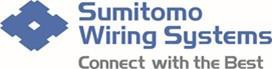 Sumitomo
Wiring Systems
Connect with the Best